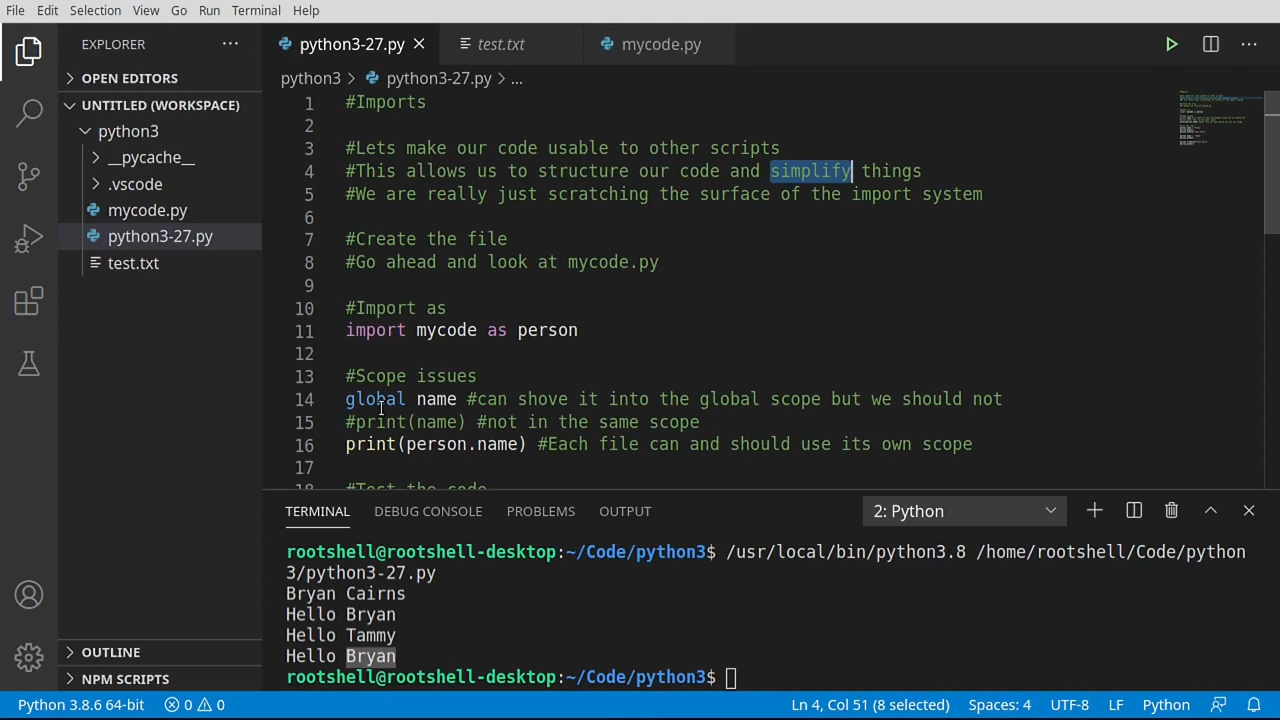 File Edit Selection View Go Run Terminal Help
EXPLORER
OPEN EDITORS
UNTITLED (WORKSPACE)
python3
__pycache__
.vscode
mycode.py
python3-27.py
test.txt
OUTLINE
NPM SCRIPTS
python3-27.py test.txt mycode.py
python3 > python3-27.py > ...
1 #Imports
2
3 #Lets make our code usable to other scripts
4 #This allows us to structure our code and simplify things
5 #We are really just scratching the surface of the import system
6
7 #Create the file
8 #Go ahead and look at mycode.py
9
10 #Import as
11 import mycode as person
12
13 #Scope issues
14 global name #can shove it into the global scope but we should not
15 #print(name) #not in the same scope
16 print(person.name) #Each file can and should use its own scope
17
18 #Test the code
TERMINAL DEBUG CONSOLE PROBLEMS OUTPUT 2: Python
rootshell@rootshell-desktop:~/Code/python3$ /usr/local/bin/python3.8 /home/rootshell/Code/python
3/python3-27.py
Bryan Cairns
Hello Bryan
Hello Tammy
Hello Bryan
rootshell@rootshell-desktop:~/Code/python3$
Python 3.8.6 64-bit 0 0 Ln 4, Col 51 (8 selected) Spaces: 4 UTF-8 LF Python